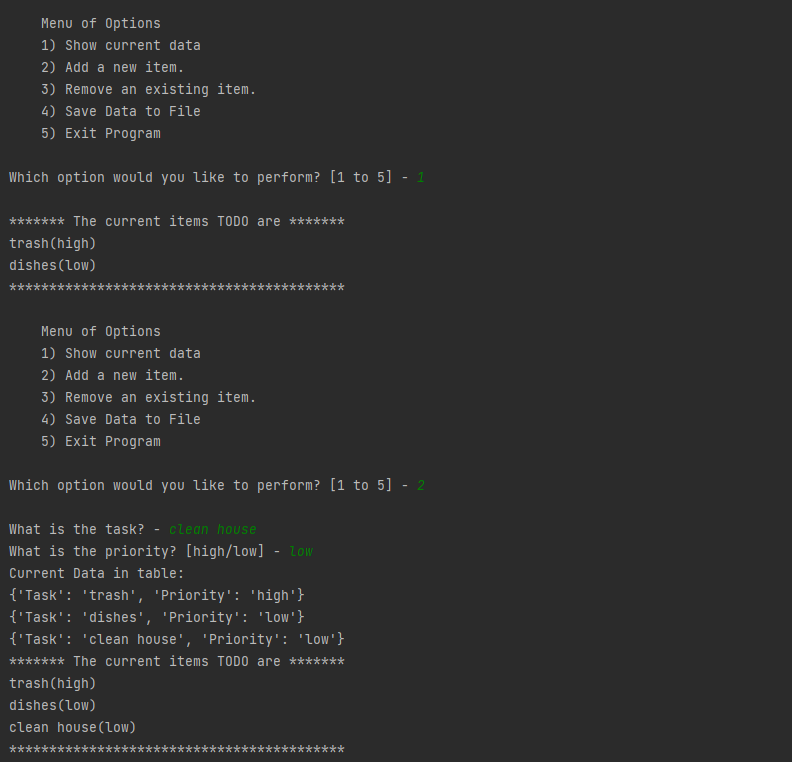 Menu of Options
1) Show current data
2) Add a new item.
3) Remove an existing item.
4) Save Data to File
5) Exit Program
Which option would you like to perform? [1 to 5] - 1
******* The current items TODO are *******
trash(high)
dishes(low)
******************************************
Menu of Options
1) Show current data
2) Add a new item.
3) Remove an existing item.
4) Save Data to File
5) Exit Program
Which option would you like to perform? [1 to 5] - 2
What is the task? - clean house
What is the priority? [high/low] - low
Current Data in table:
{'Task': 'trash', 'Priority': 'high'}
{'Task': 'dishes', 'Priority': 'low'}
{'Task': 'clean house', 'Priority': 'low'}
******* The current items TODO are *******
trash(high)
dishes(low)
clean house(low)
******************************************